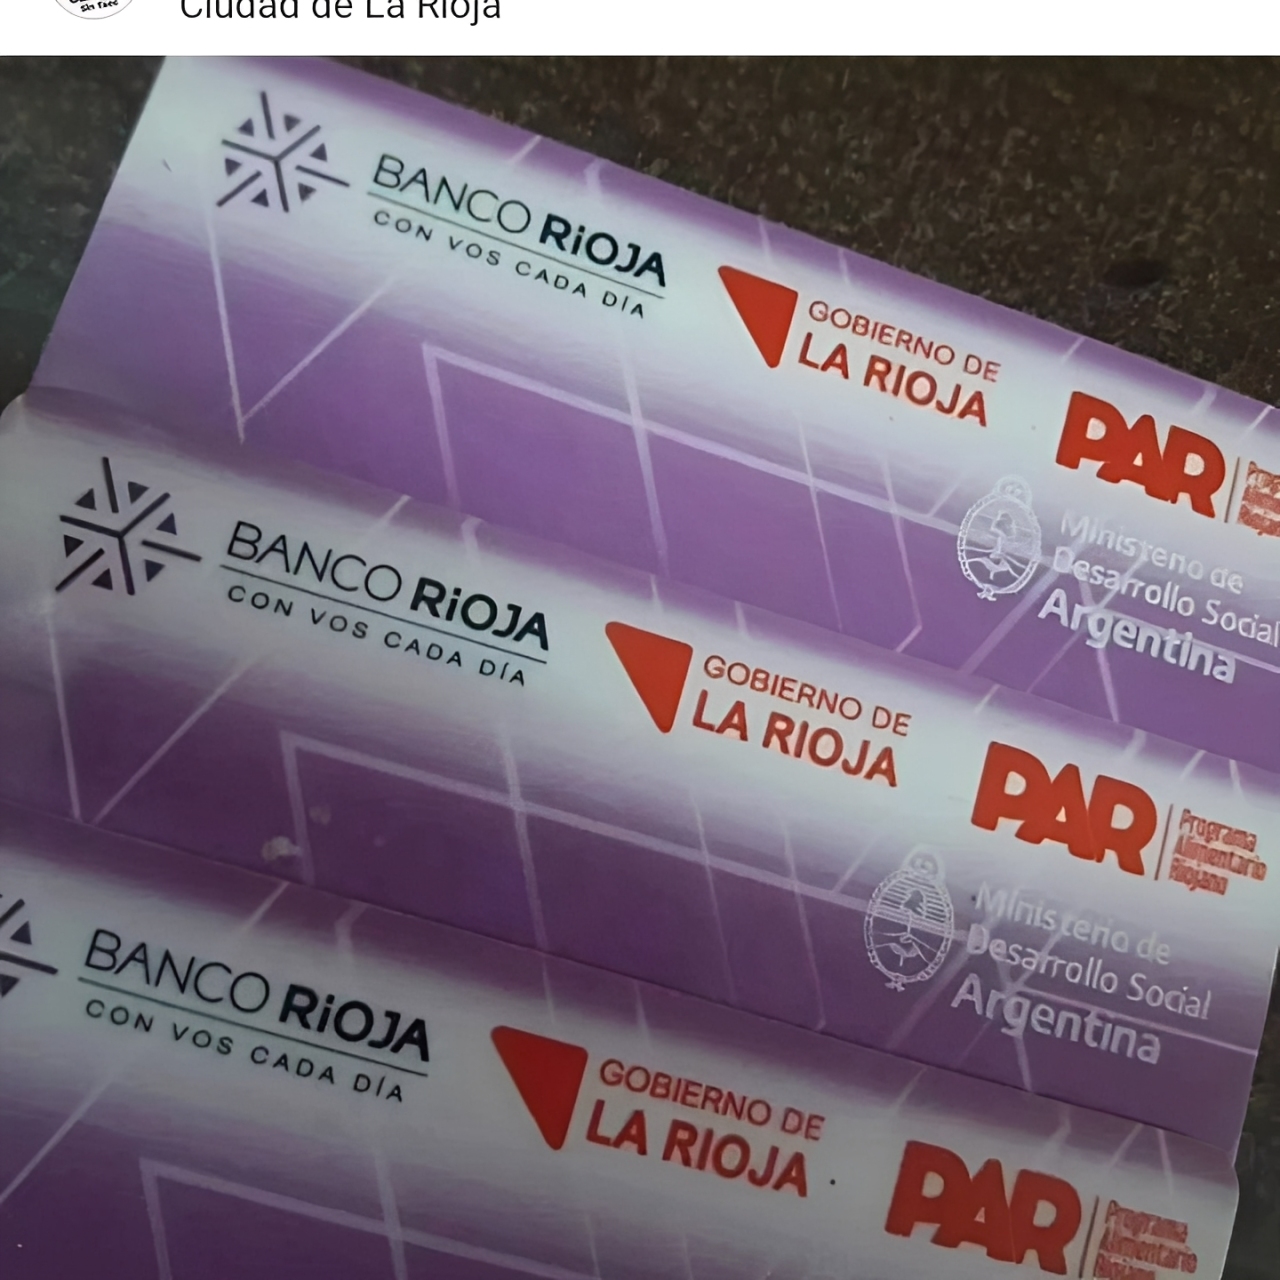 Ciudad de La Rioja
BANCO RiOJA
CON VOS CADA DÍA
GOBIERNO DE
LA RIOJA
PAR
Ministerio de
Desarrollo Social
Argentina
BANCO RiOJA
CON VOS CADA DÍA
GOBIERNO DE
LA RIOJA
PAR
Programa
Alimentario
Riojano
Ministerio de
Desarrollo Social
Argentina
BANCO RiOJA
CON VOS CADA DÍA
GOBIERNO DE
LA RIOJA
PAR
Programa
Alimentario